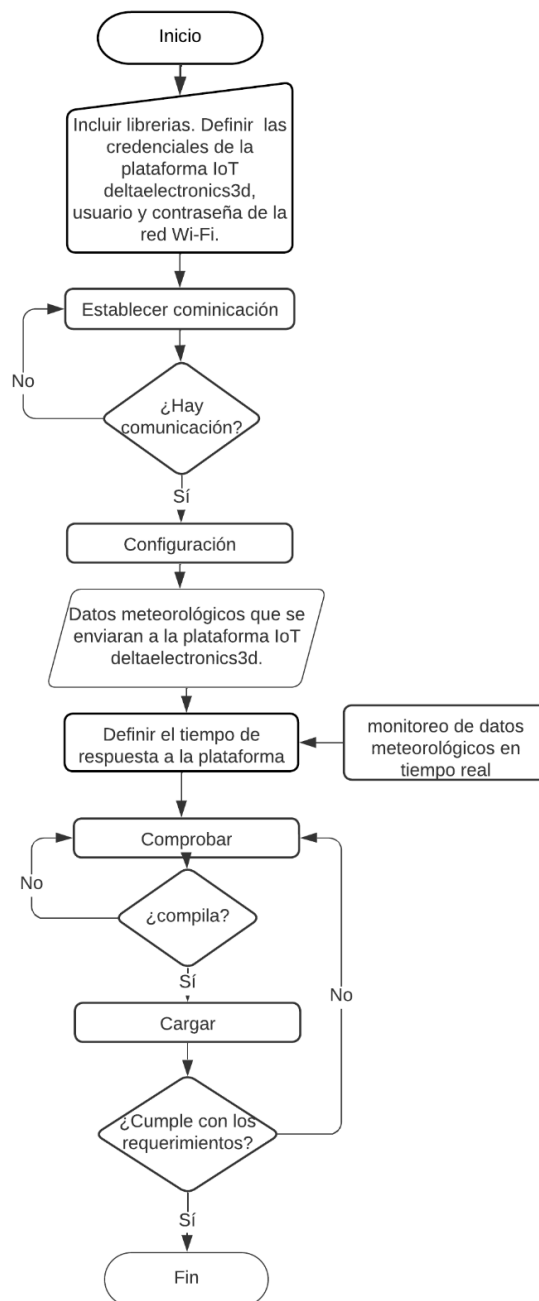 Inicio
Incluir librerias. Definir las
credenciales de la
plataforma IoT
deltaelectronics3d,
usuario y contraseña de la
red Wi-Fi.
Establecer cominicación
No
¿Hay
comunicación?
Sí
Configuración
Datos meteorológicos que se
enviaran a la plataforma IoT
deltaelectronics3d.
Definir el tiempo de
respuesta a la plataforma
monitoreo de datos
meteorológicos en
tiempo real
Comprobar
No
¿compila?
Sí
No
Cargar
¿Cumple con los
requerimientos?
Sí
Fin